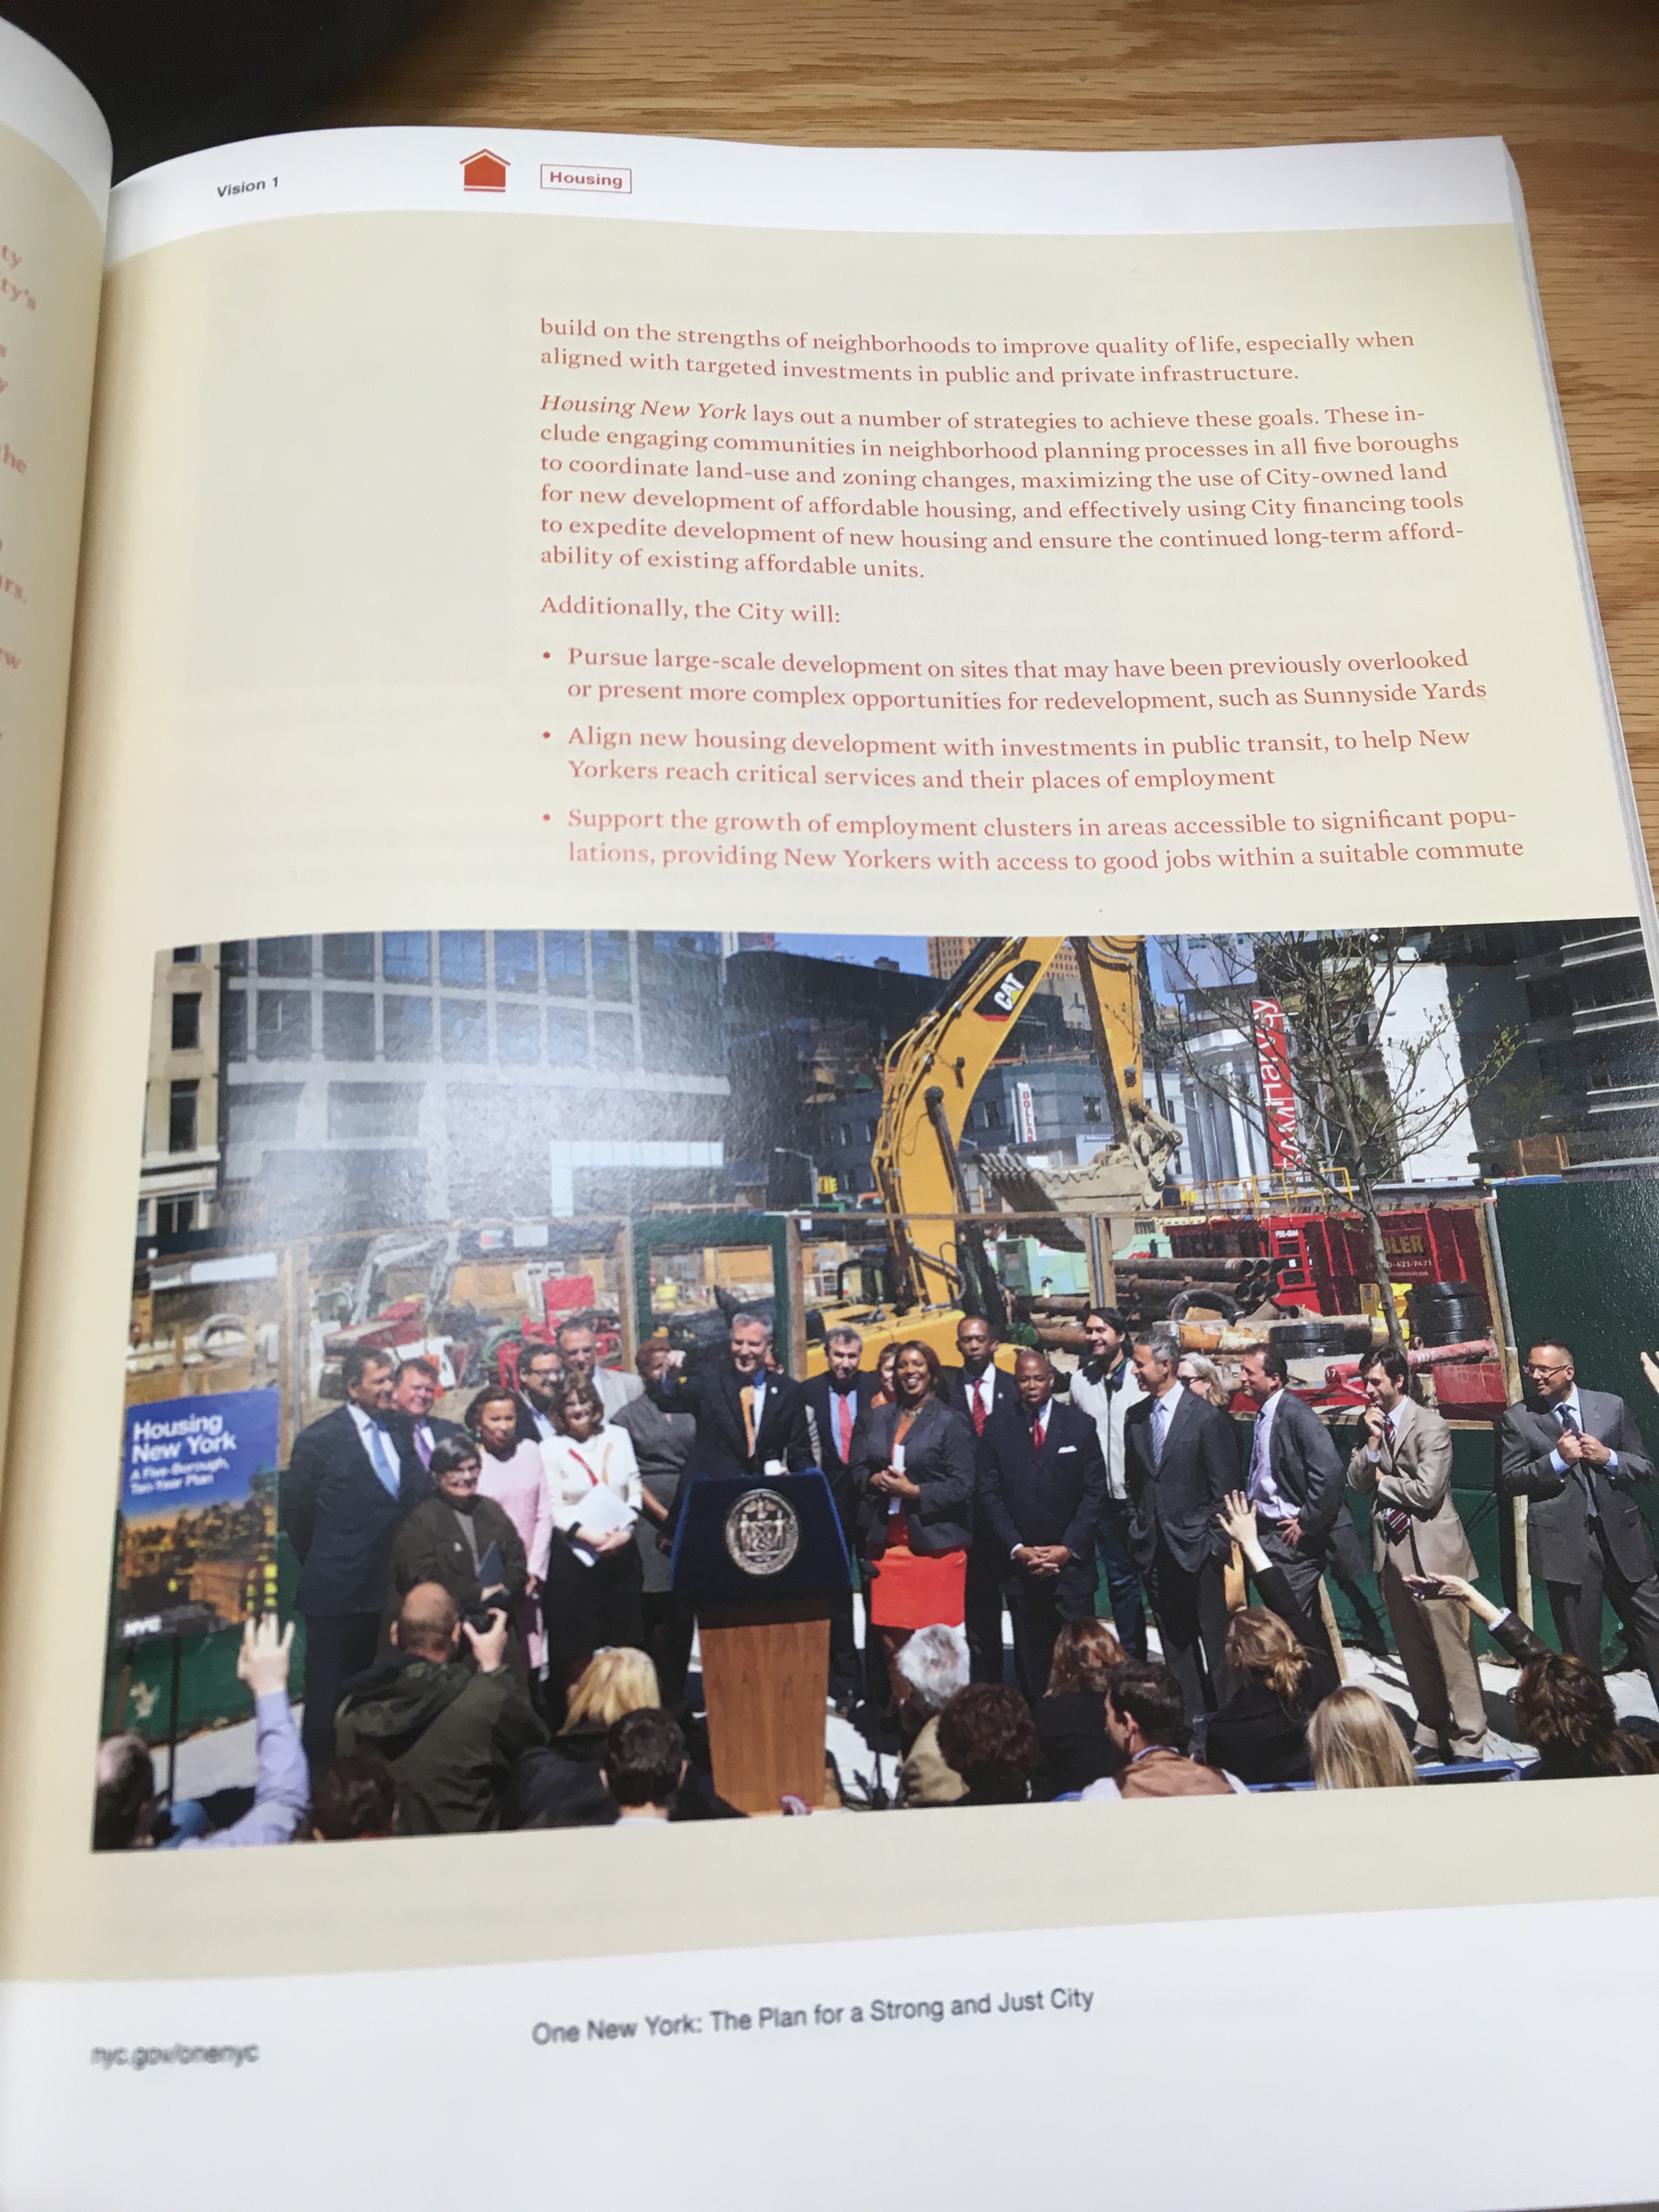 Vision 1
Housing
build on the strengths of neighborhoods to improve quality of life, especially when
aligned with targeted investments in public and private infrastructure.
Housing New York lays out a number of strategies to achieve these goals. These in-
clude engaging communities in neighborhood planning processes in all five boroughs
to coordinate land-use and zoning changes, maximizing the use of City-owned land
for new development of affordable housing, and effectively using City financing tools
to expedite development of new housing and ensure the continued long-term afford-
ability of existing affordable units.
Additionally, the City will:
• Pursue large-scale development on sites that may have been previously overlooked
or present more complex opportunities for redevelopment, such as Sunnyside Yards
• Align new housing development with investments in public transit, to help New
Yorkers reach critical services and their places of employment
• Support the growth of employment clusters in areas accessible to significant popu-
lations, providing New Yorkers with access to good jobs within a suitable commute
CAT
Housing
New York
A Five-Borough,
Ten-Year Plan
NYC
One New York: The Plan for a Strong and Just City
nyc.gov/onenyc